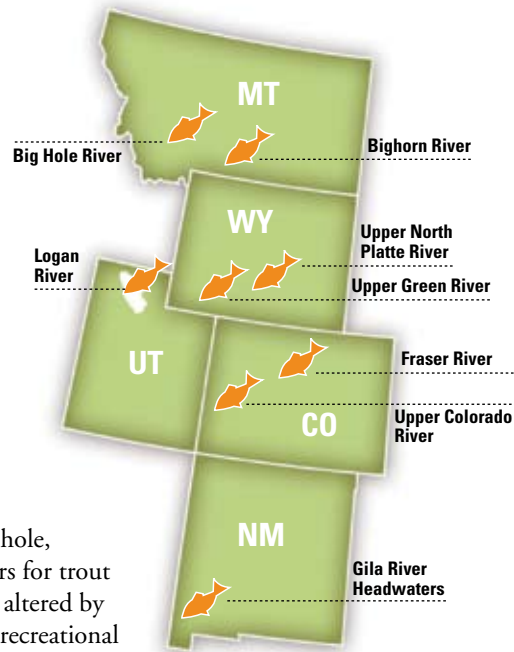 MT
Big Hole River
Bighorn River
WY
Upper North
Platte River
Logan
River
Upper Green River
UT
Fraser River
CO
Upper Colorado
River
NM
Gila River
Headwaters
hole,
rs for trout
altered by
recreational